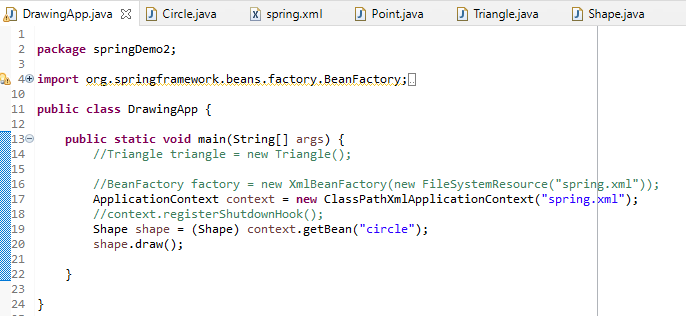 DrawingApp.java Circle.java spring.xml Point.java Triangle.java Shape.java
1
2 package springDemo2;
3
4 import org.springframework.beans.factory.BeanFactory;
10
11 public class DrawingApp {
12
13 public static void main(String[] args) {
14 //Triangle triangle = new Triangle();
15
16 //BeanFactory factory = new XmlBeanFactory(new FileSystemResource("spring.xml"));
17 ApplicationContext context = new ClassPathXmlApplicationContext("spring.xml");
18 //context.registerShutdownHook();
19 Shape shape = (Shape) context.getBean("circle");
20 shape.draw();
21
22 }
23
24 }
25